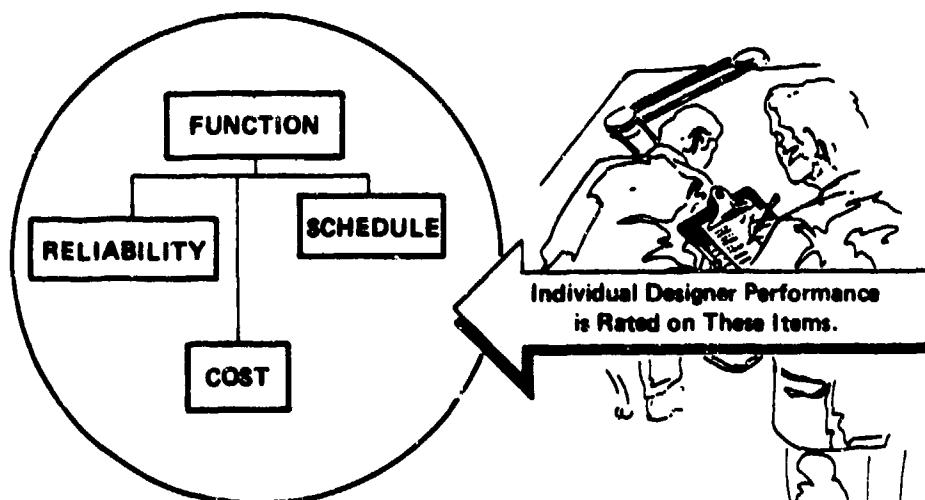 FUNCTION
RELIABILITY
SCHEDULE
COST
Individual Designer Performance
is Rated on These Items.